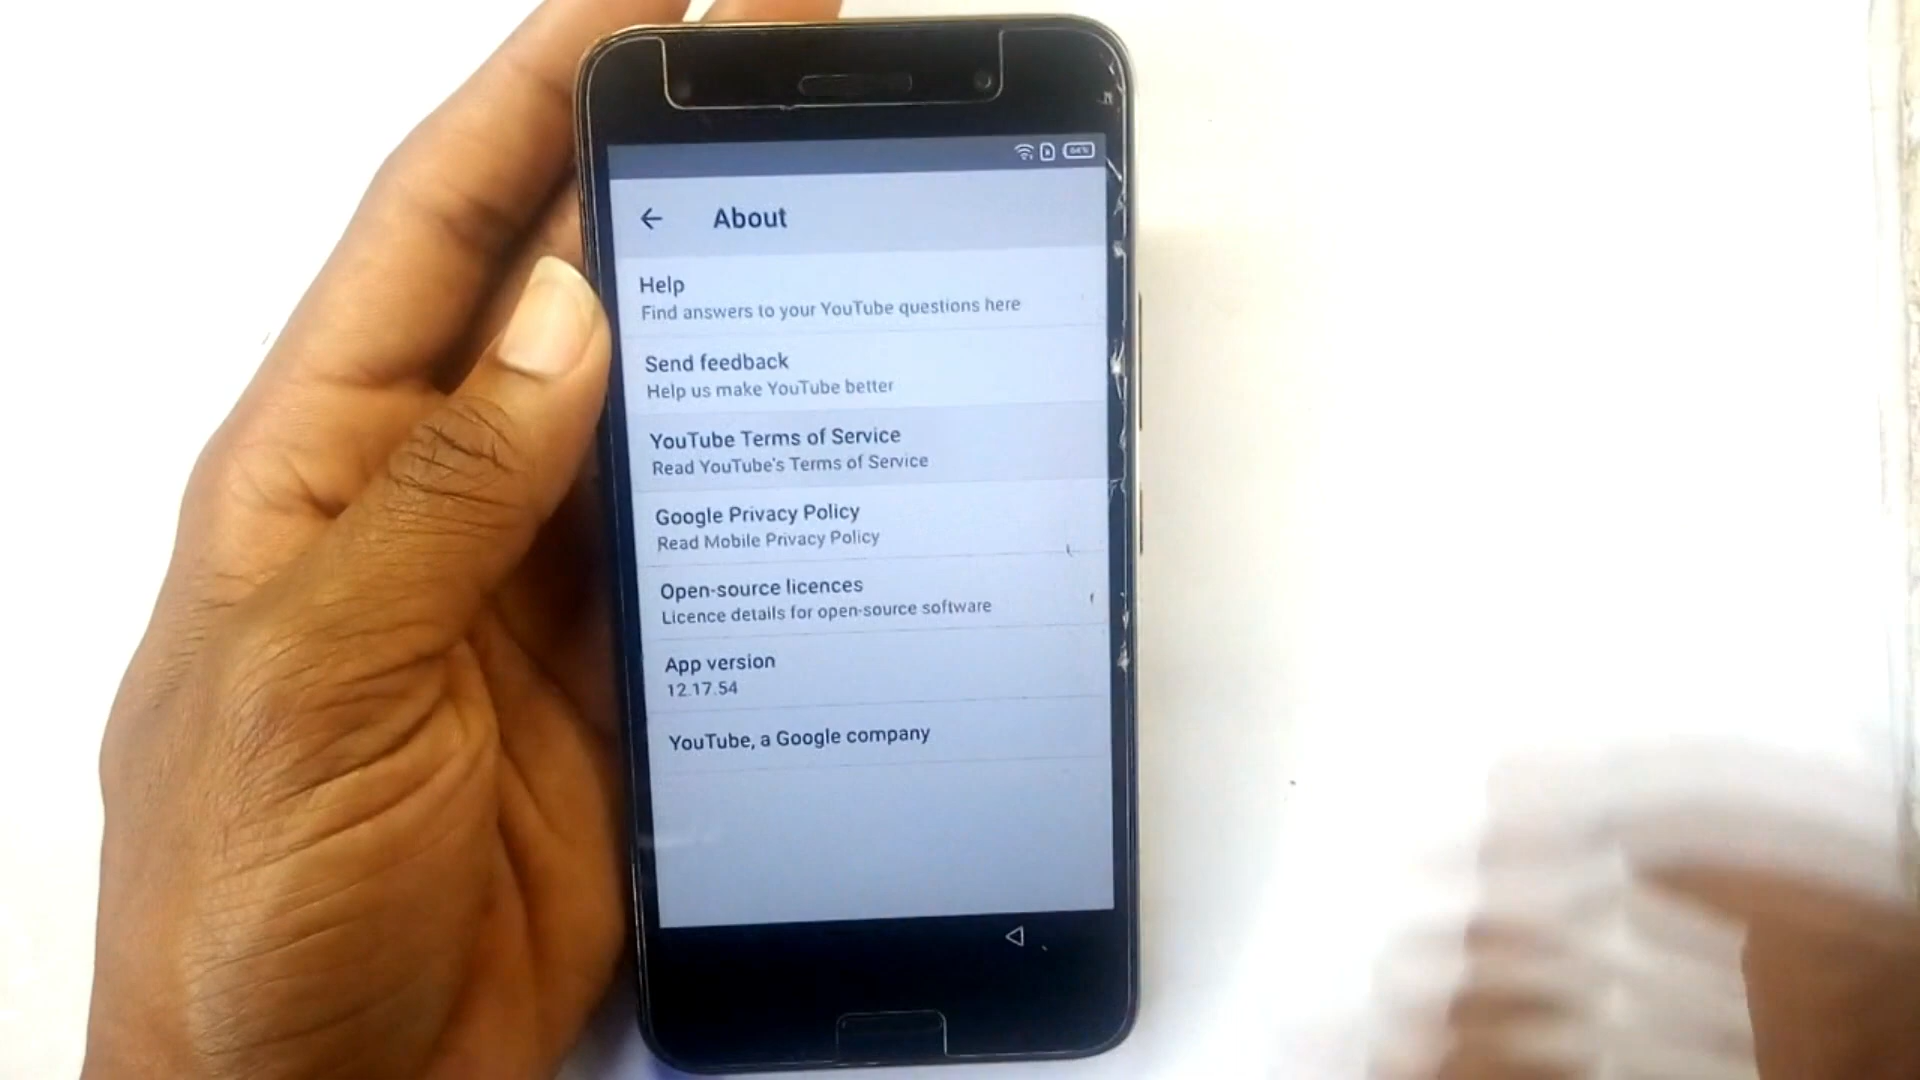 About
Help
Find answers to your YouTube questions here
Send feedback
Help us make YouTube better
YouTube Terms of Service
Read YouTube's Terms of Service
Google Privacy Policy
Read Mobile Privacy Policy
Open-source licences
Licence details for open-source software
App version
12.17.54
YouTube, a Google company